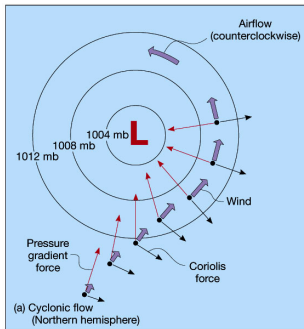 Airflow
(counterclockwise)
1004 mb
L
1008 mb
1012 mb
Wind
Pressure
gradient
force
Coriolis
force
(a) Cyclonic flow
(Northern hemisphere)